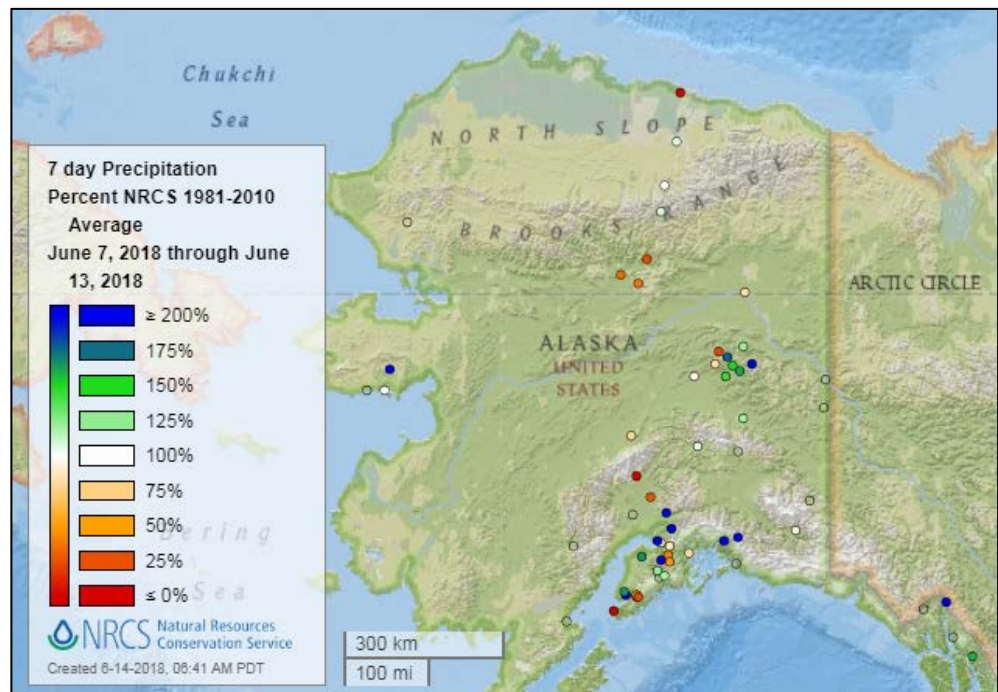 Chukchi
Sea
NORTH SLOPE
BROOKS RANGE
ARCTIC CIRCLE
ALASKA
UNITED
STATES
7 day Precipitation
Percent NRCS 1981-2010
Average
June 7, 2018 through June
13, 2018
≥ 200%
175%
150%
125%
100%
75%
50%
25%
≤ 0%
Bering
Sea
NRCS Natural Resources
Conservation Service
Created 6-14-2018, 06:41 AM PDT
300 km
100 mi